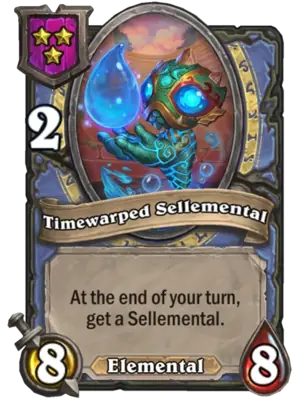 2
Timewarped Sellemental
At the end of your turn,
get a Sellemental.
8
Elemental
8